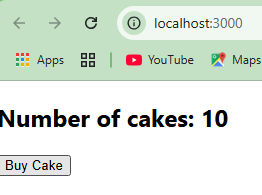 localhost:3000
Apps
YouTube
Maps
Number of cakes: 10
Buy Cake